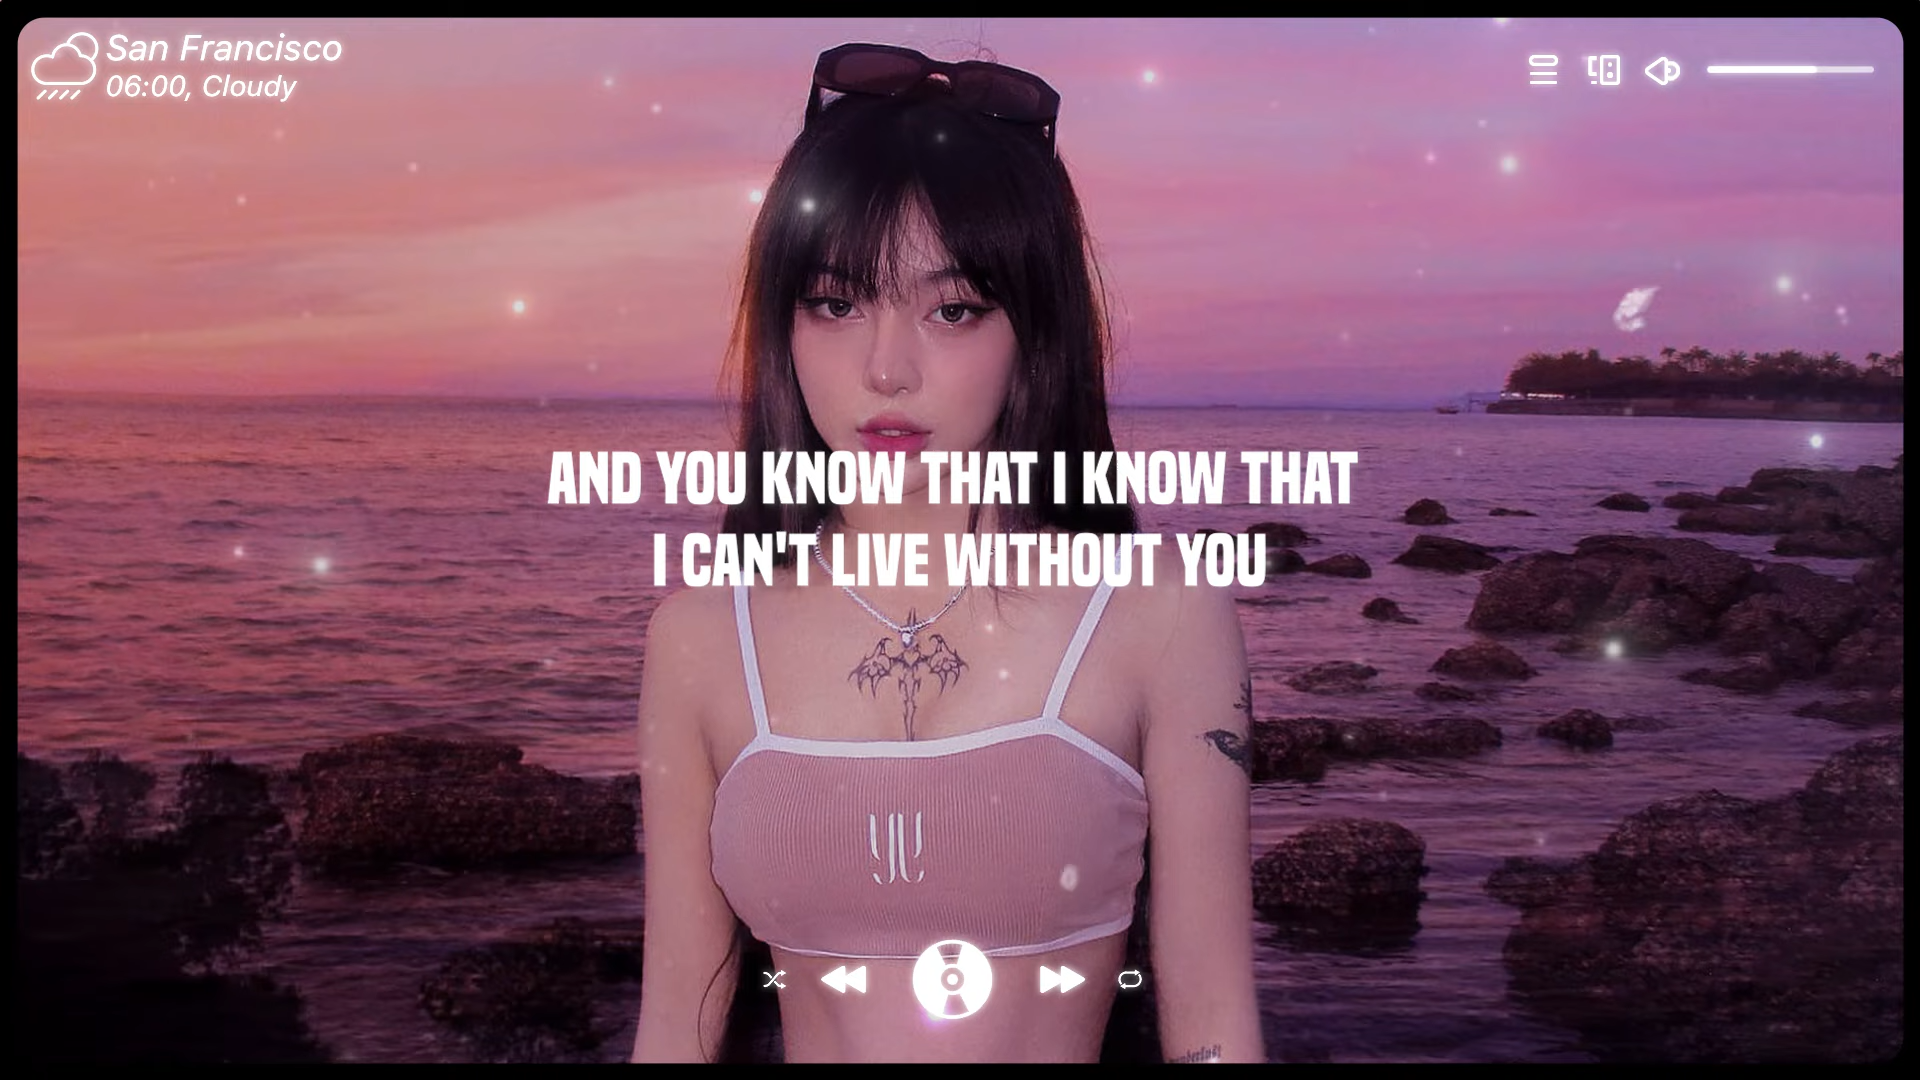 San Francisco
06:00, Cloudy
AND YOU KNOW THAT I KNOW THAT
I CAN'T LIVE WITHOUT YOU